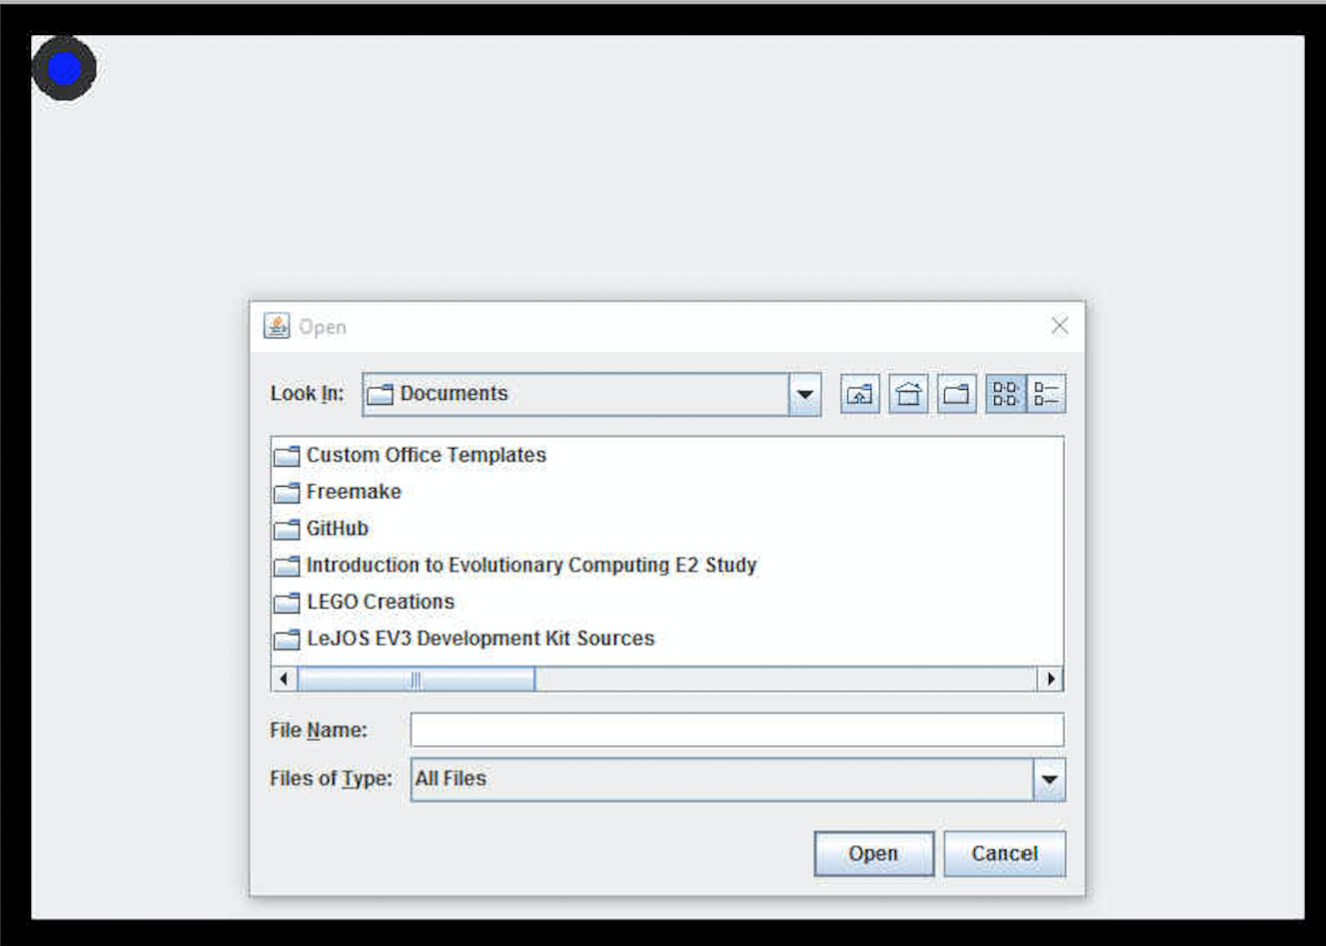 Open
Look In: Documents
Custom Office Templates
Freemake
GitHub
Introduction to Evolutionary Computing E2 Study
LEGO Creations
LeJOS EV3 Development Kit Sources
File Name:
Files of Type: All Files
Open Cancel